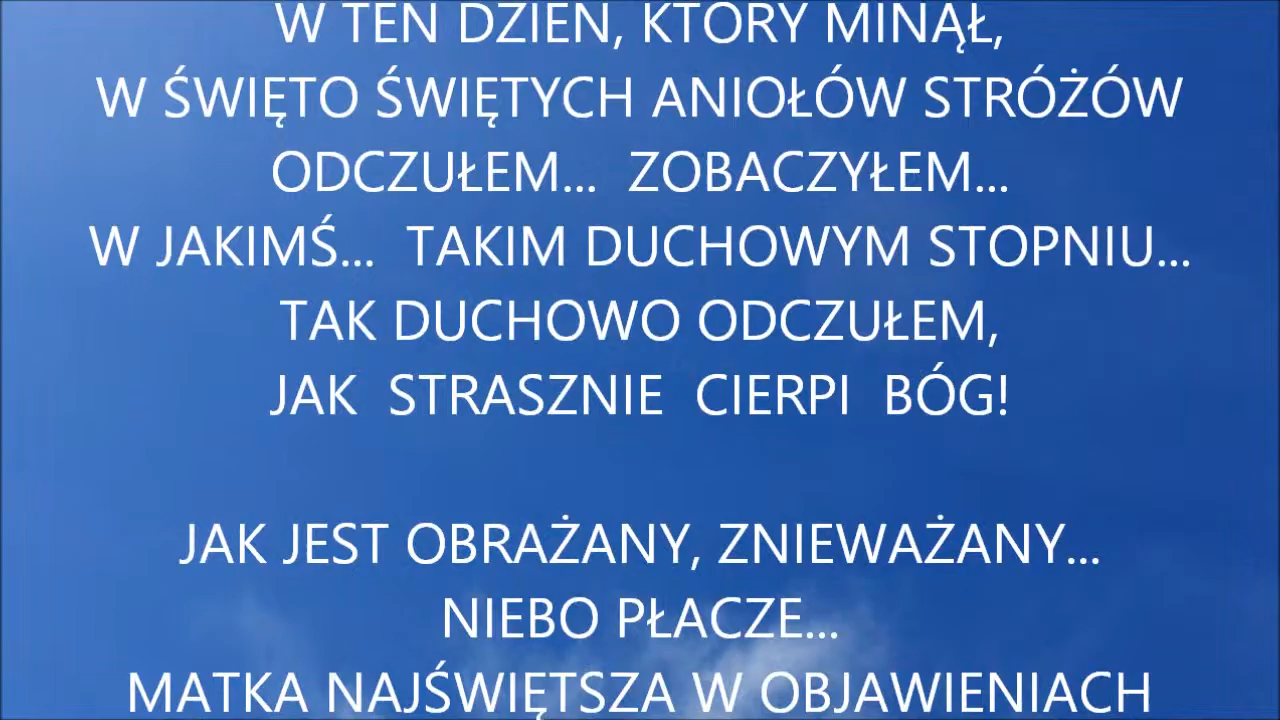 W TEN DZIEŃ, KTÓRY MINĄŁ,
W ŚWIĘTO ŚWIĘTYCH ANIOŁÓW STRÓŻÓW
ODCZUŁEM... ZOBACZYŁEM...
W JAKIMŚ... TAKIM DUCHOWYM STOPNIU...
TAK DUCHOWO ODCZUŁEM,
JAK STRASZNIE CIERPI BÓG!
JAK JEST OBRAŻANY, ZNIEWAŻANY...
NIEBO PŁACZE...
MATKA NAJŚWIĘTSZA W OBJAWIENIACH